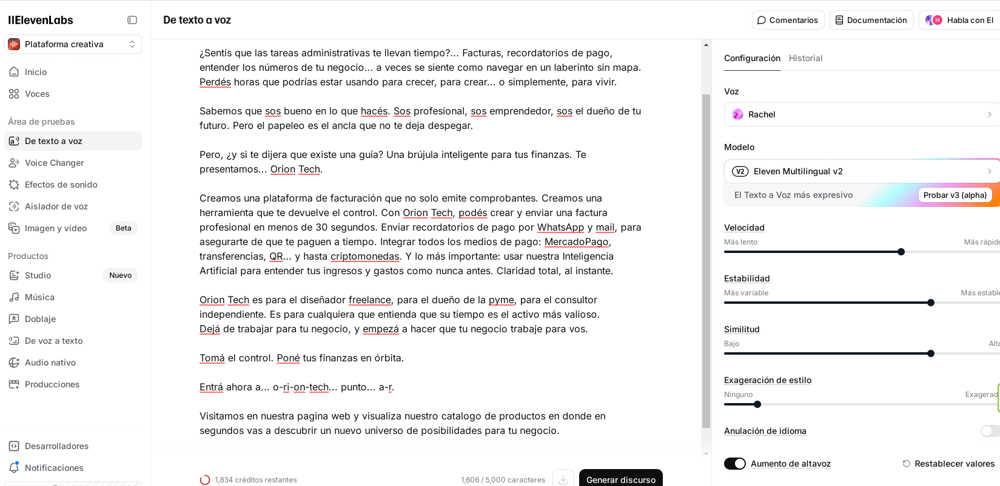 IIElevenLabs
De texto a voz
Comentarios
Documentación
M
Habla con El
Plataforma creativa
Inicio
Voces
Área de pruebas
De texto a voz
Voice Changer
Efectos de sonido
Aislador de voz
Imagen y vídeo
Beta
Productos
Studio
Nuevo
Música
Doblaje
De voz a texto
Audio nativo
Producciones
Desarrolladores
Notificaciones
¿Sentís que las tareas administrativas te llevan tiempo?... Facturas, recordatorios de pago,
entender los números de tu negocio... a veces se siente como navegar en un laberinto sin mapa.
Perdés horas que podrías estar usando para crecer, para crear... o simplemente, para vivir.
Sabemos que sos bueno en lo que hacés. Sos profesional, sos emprendedor, sos el dueño de tu
futuro. Pero el papeleo es el ancla que no te deja despegar.
Pero, ¿y si te dijera que existe una guía? Una brújula inteligente para tus finanzas. Te
presentamos... Orion Tech.
Creamos una plataforma de facturación que no solo emite comprobantes. Creamos una
herramienta que te devuelve el control. Con Orion Tech, podés crear y enviar una factura
profesional en menos de 30 segundos. Enviar recordatorios de pago por WhatsApp y mail, para
asegurarte de que te paguen a tiempo. Integrar todos los medios de pago: MercadoPago,
transferencias, QR... y hasta criptomonedas. Y lo más importante: usar nuestra Inteligencia
Artificial para entender tus ingresos y gastos como nunca antes. Claridad total, al instante.
Orion Tech es para el diseñador freelance, para el dueño de la pyme, para el consultor
independiente. Es para cualquiera que entienda que su tiempo es el activo más valioso.
Dejá de trabajar para tu negocio, y empezá a hacer que tu negocio trabaje para vos.
Tomá el control. Poné tus finanzas en órbita.
Entrá ahora a... o-ri-on-tech... punto... a-r.
Visitamos en nuestra pagina web y visualiza nuestro catalogo de productos en donde en
segundos vas a descubrir un nuevo universo de posibilidades para tu negocio.
1,834 créditos restantes
1,606 / 5,000 caracteres
Generar discurso
Configuración
Historial
Voz
Rachel
Modelo
V2 Eleven Multilingual v2
El Texto a Voz más expresivo
Probar v3 (alpha)
Velocidad
Más lento
Más rápido
Estabilidad
Más variable
Más estable
Similitud
Bajo
Alto
Exageración de estilo
Ninguno
Exagerad
Anulación de idioma
Aumento de altavoz
Restablecer valores